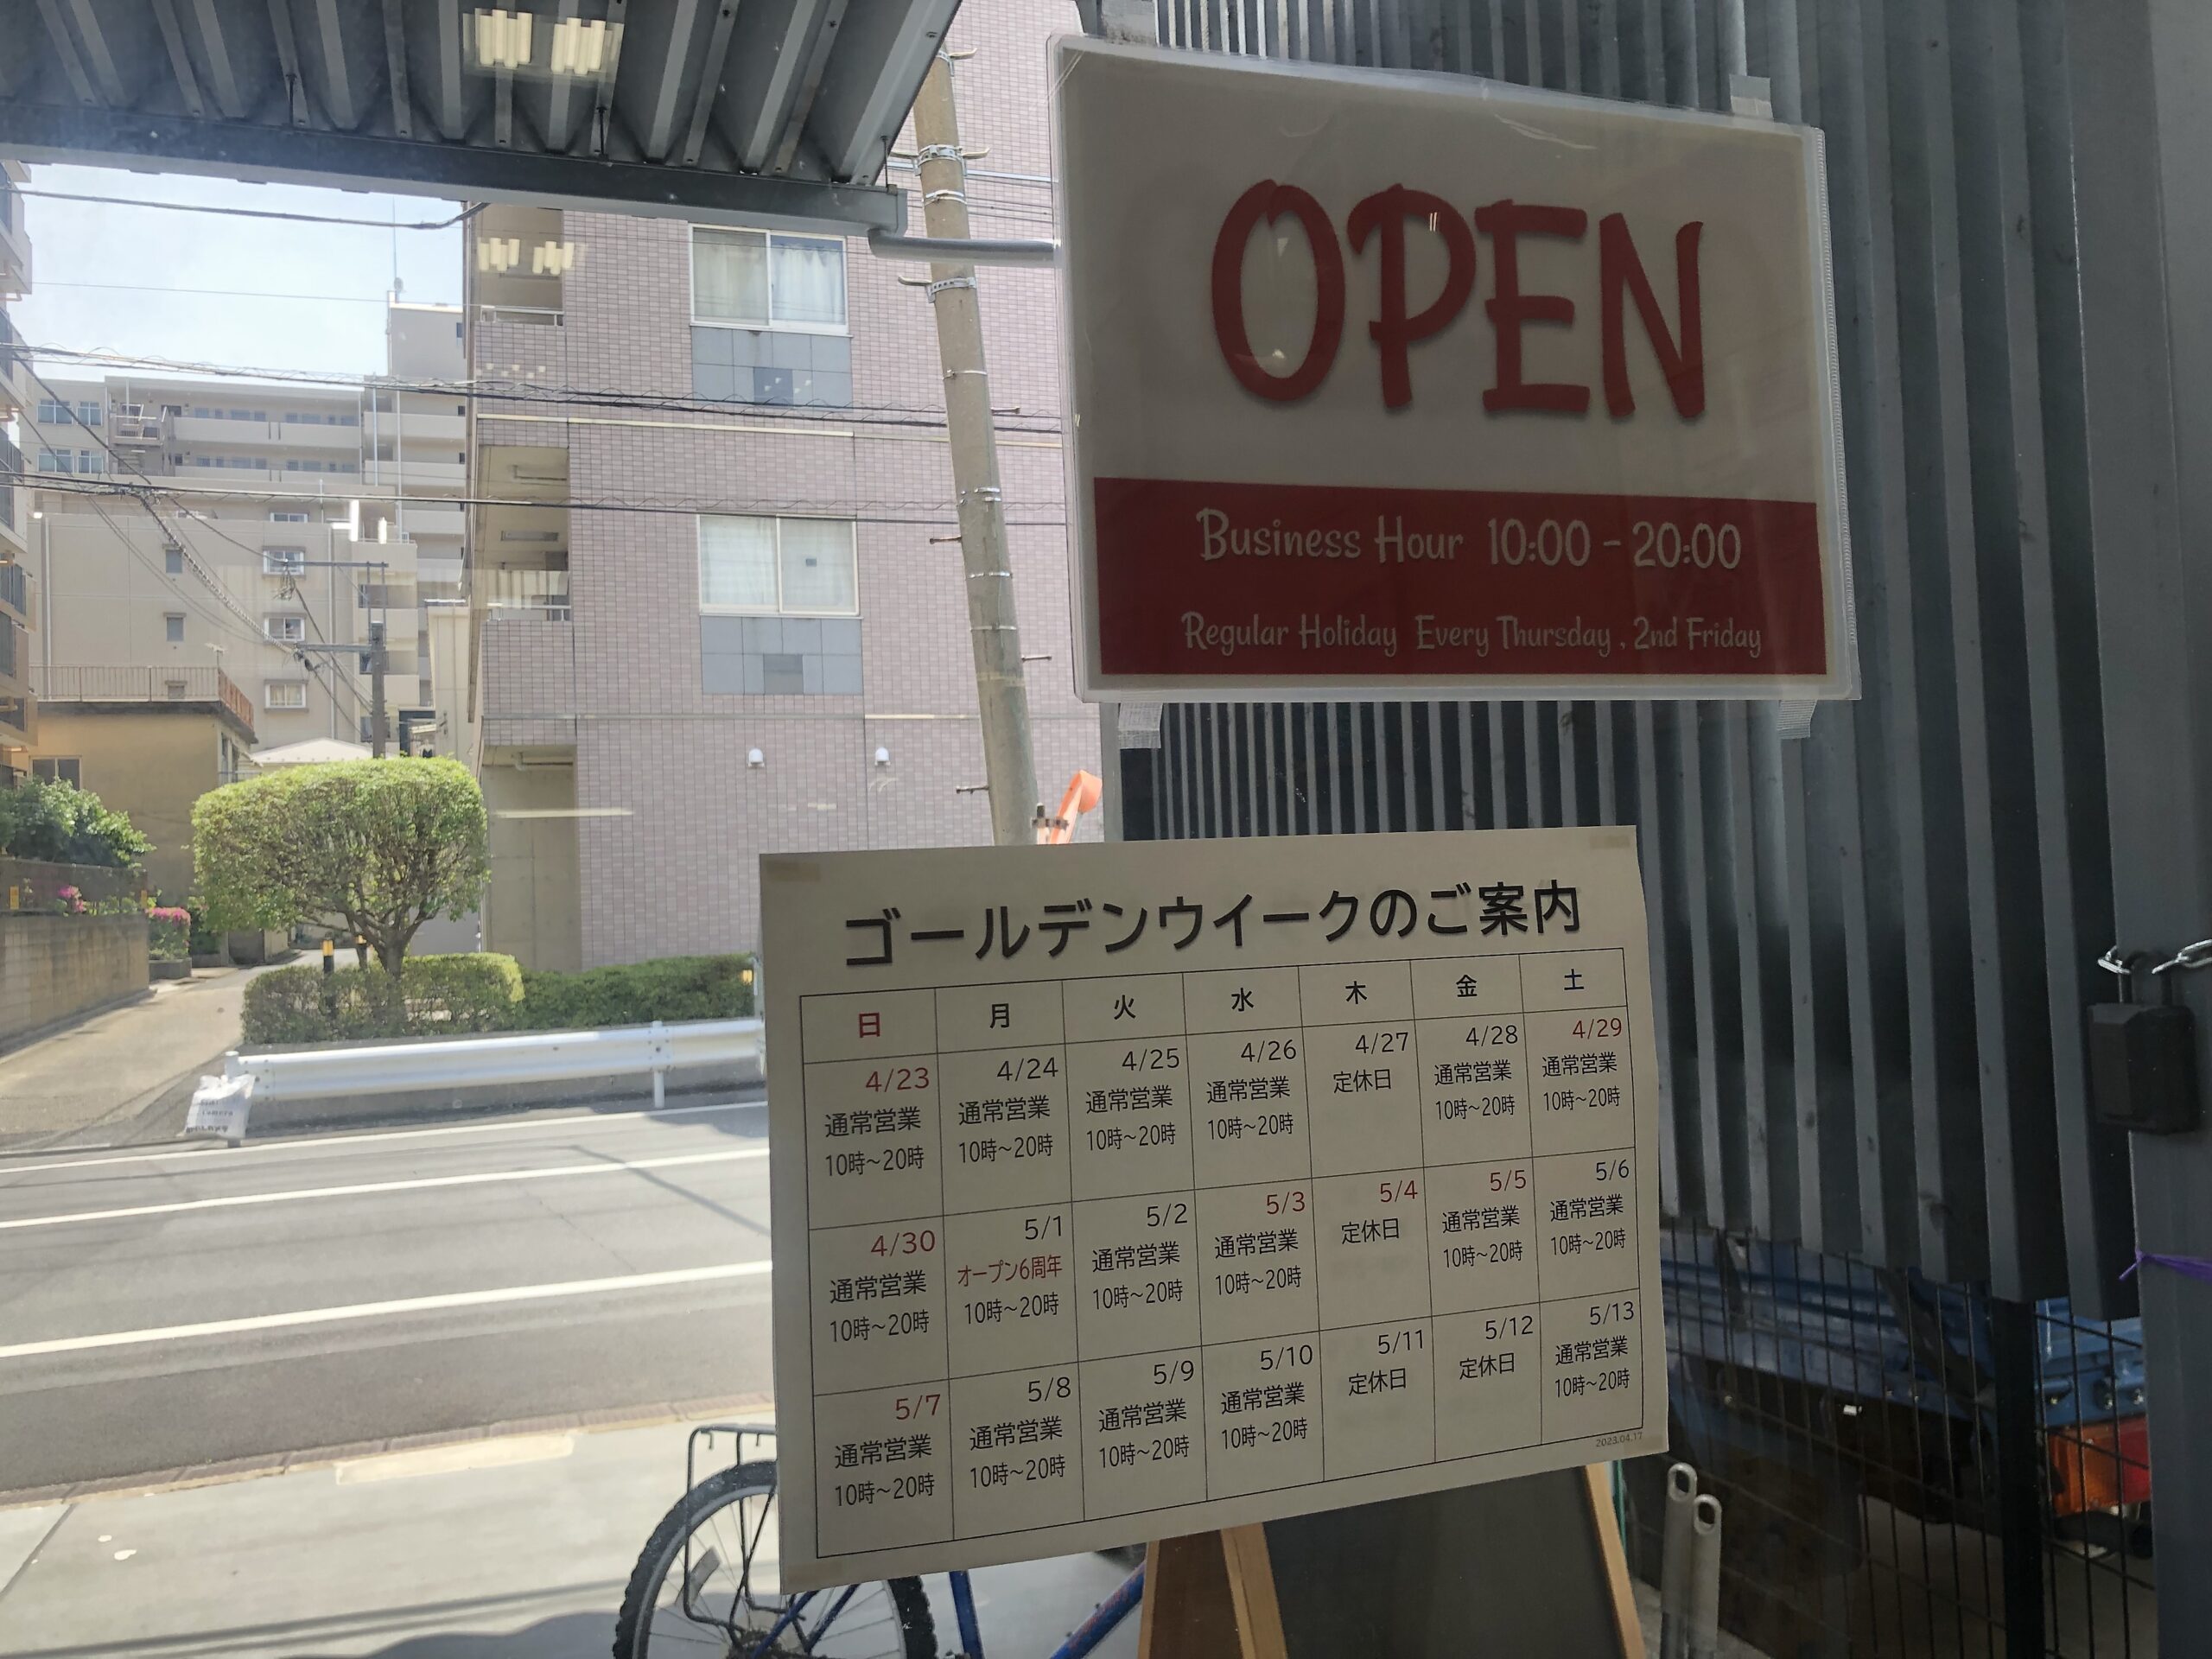 OPEN
Business Hour 10:00 - 20:00
Regular Holiday Every Thursday , 2nd Friday
ゴールデンウイークのご案内
日 月 火 水 木 金 土
4/23 4/24 4/25 4/26 4/27 4/28 4/29
通常営業 通常営業 通常営業 通常営業 定休日 通常営業 通常営業
10時~20時 10時~20時 10時~20時 10時~20時 10時~20時 10時~20時
4/30 5/1 5/2 5/3 5/4 5/5 5/6
通常営業 オープン6周年 通常営業 通常営業 定休日 通常営業 通常営業
10時~20時 10時~20時 10時~20時 10時~20時 10時~20時 10時~20時
5/7 5/8 5/9 5/10 5/11 5/12 5/13
通常営業 通常営業 通常営業 通常営業 定休日 定休日 通常営業
10時~20時 10時~20時 10時~20時 10時~20時 10時~20時
2023.04.17